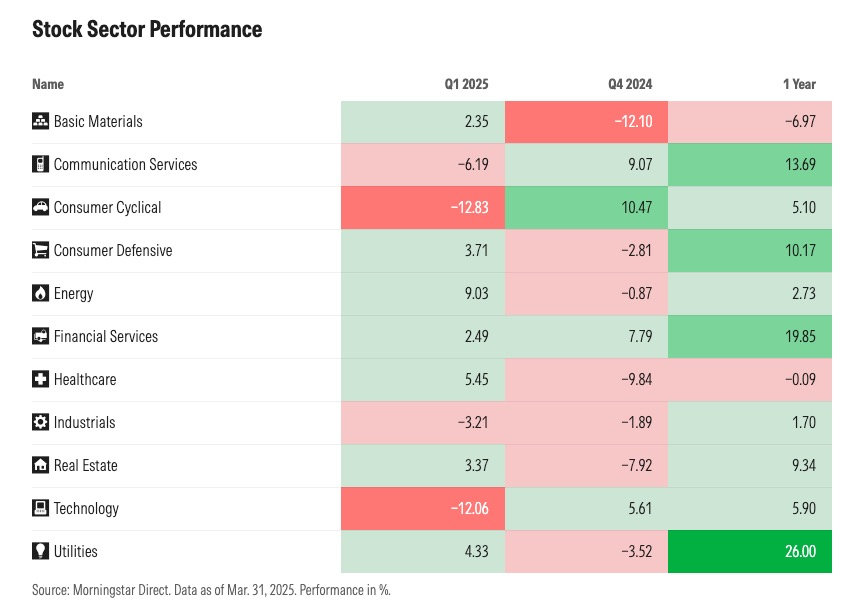 Stock Sector Performance
Name Q1 2025 Q4 2024 1 Year
Basic Materials 2.35 −12.10 −6.97
Communication Services −6.19 9.07 13.69
Consumer Cyclical −12.83 10.47 5.10
Consumer Defensive 3.71 −2.81 10.17
Energy 9.03 −0.87 2.73
Financial Services 2.49 7.79 19.85
Healthcare 5.45 −9.84 −0.09
Industrials −3.21 −1.89 1.70
Real Estate 3.37 −7.92 9.34
Technology −12.06 5.61 5.90
Utilities 4.33 −3.52 26.00
Source: Morningstar Direct. Data as of Mar. 31, 2025. Performance in %.